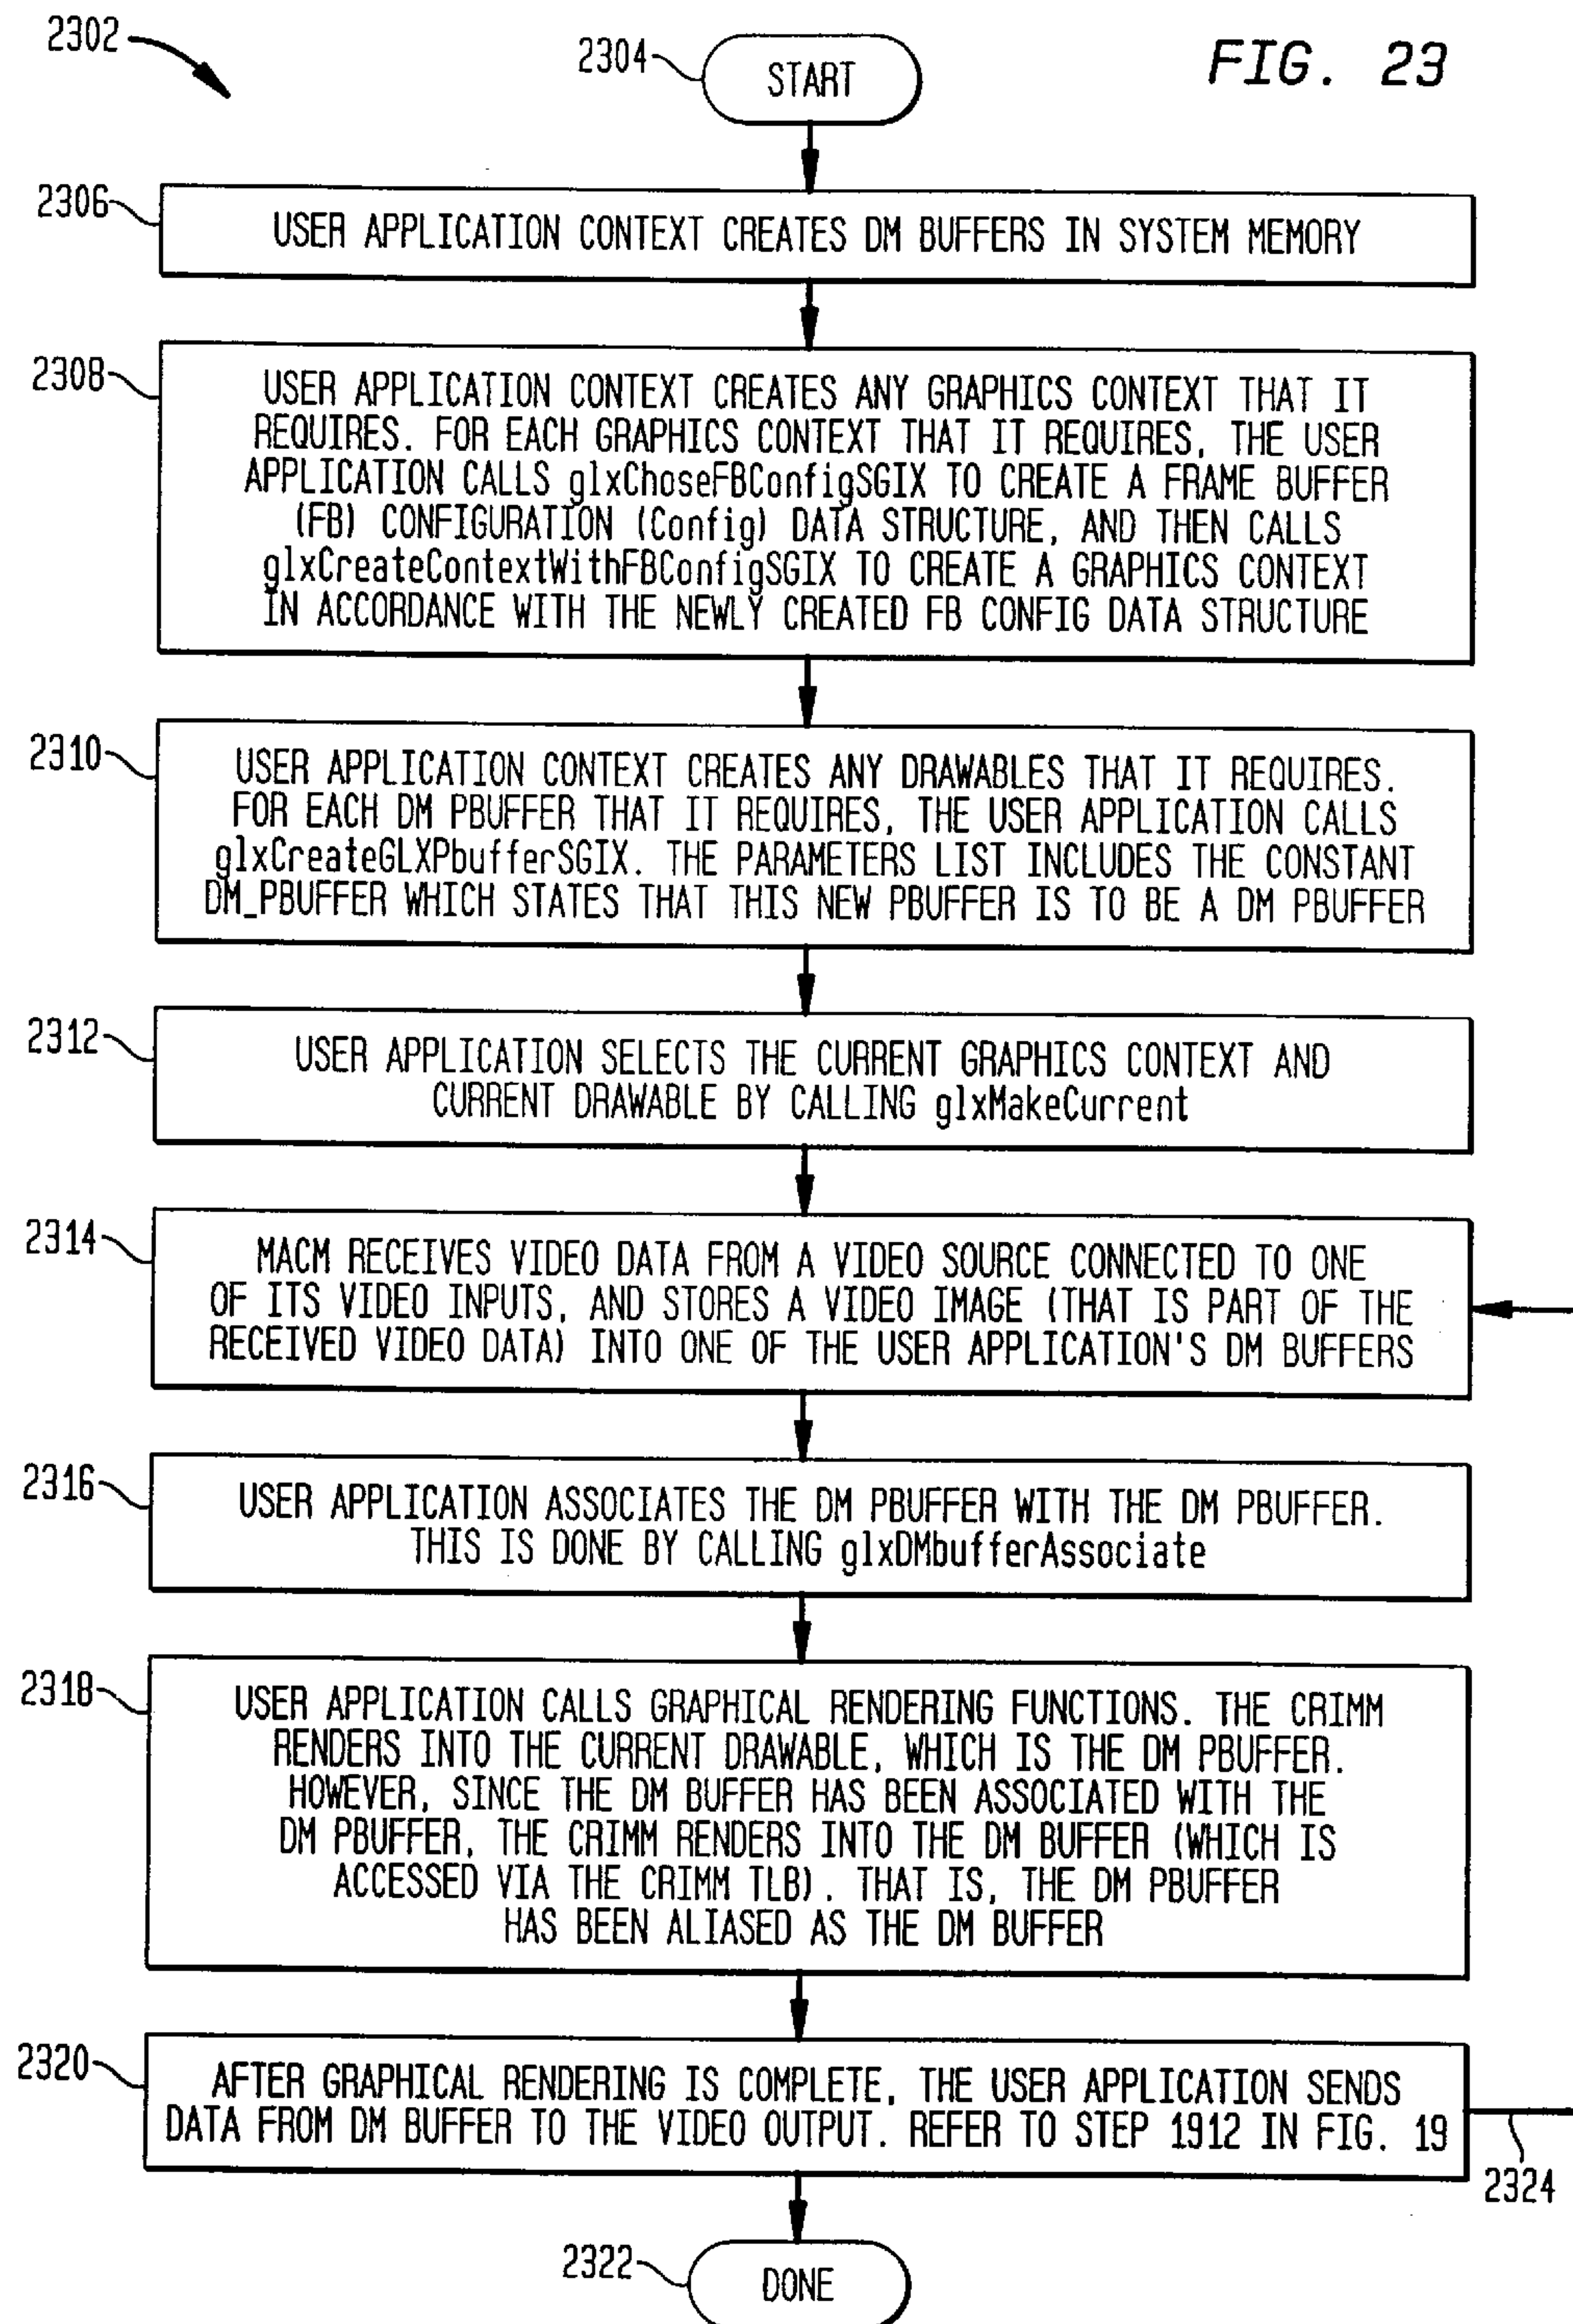 2302
2304
START
FIG. 23
2306
USER APPLICATION CONTEXT CREATES DM BUFFERS IN SYSTEM MEMORY
2308
USER APPLICATION CONTEXT CREATES ANY GRAPHICS CONTEXT THAT IT
REQUIRES. FOR EACH GRAPHICS CONTEXT THAT IT REQUIRES, THE USER
APPLICATION CALLS glxChoseFBConfigSGIX TO CREATE A FRAME BUFFER
(FB) CONFIGURATION (Config) DATA STRUCTURE, AND THEN CALLS
glxCreateContextWithFBConfigSGIX TO CREATE A GRAPHICS CONTEXT
IN ACCORDANCE WITH THE NEWLY CREATED FB CONFIG DATA STRUCTURE
2310
USER APPLICATION CONTEXT CREATES ANY DRAWABLES THAT IT REQUIRES.
FOR EACH DM PBUFFER THAT IT REQUIRES, THE USER APPLICATION CALLS
glxCreateGLXPbufferSGIX. THE PARAMETERS LIST INCLUDES THE CONSTANT
DM_PBUFFER WHICH STATES THAT THIS NEW PBUFFER IS TO BE A DM PBUFFER
2312
USER APPLICATION SELECTS THE CURRENT GRAPHICS CONTEXT AND
CURRENT DRAWABLE BY CALLING glxMakeCurrent
2314
MACM RECEIVES VIDEO DATA FROM A VIDEO SOURCE CONNECTED TO ONE
OF ITS VIDEO INPUTS, AND STORES A VIDEO IMAGE (THAT IS PART OF THE
RECEIVED VIDEO DATA) INTO ONE OF THE USER APPLICATION'S DM BUFFERS
2316
USER APPLICATION ASSOCIATES THE DM PBUFFER WITH THE DM PBUFFER.
THIS IS DONE BY CALLING glxDMbufferAssociate
2318
USER APPLICATION CALLS GRAPHICAL RENDERING FUNCTIONS. THE CRIMM
RENDERS INTO THE CURRENT DRAWABLE, WHICH IS THE DM PBUFFER.
HOWEVER, SINCE THE DM BUFFER HAS BEEN ASSOCIATED WITH THE
DM PBUFFER, THE CRIMM RENDERS INTO THE DM BUFFER (WHICH IS
ACCESSED VIA THE CRIMM TLB). THAT IS, THE DM PBUFFER
HAS BEEN ALIASED AS THE DM BUFFER
2320
AFTER GRAPHICAL RENDERING IS COMPLETE, THE USER APPLICATION SENDS
DATA FROM DM BUFFER TO THE VIDEO OUTPUT. REFER TO STEP 1912 IN FIG. 19
2324
2322
DONE